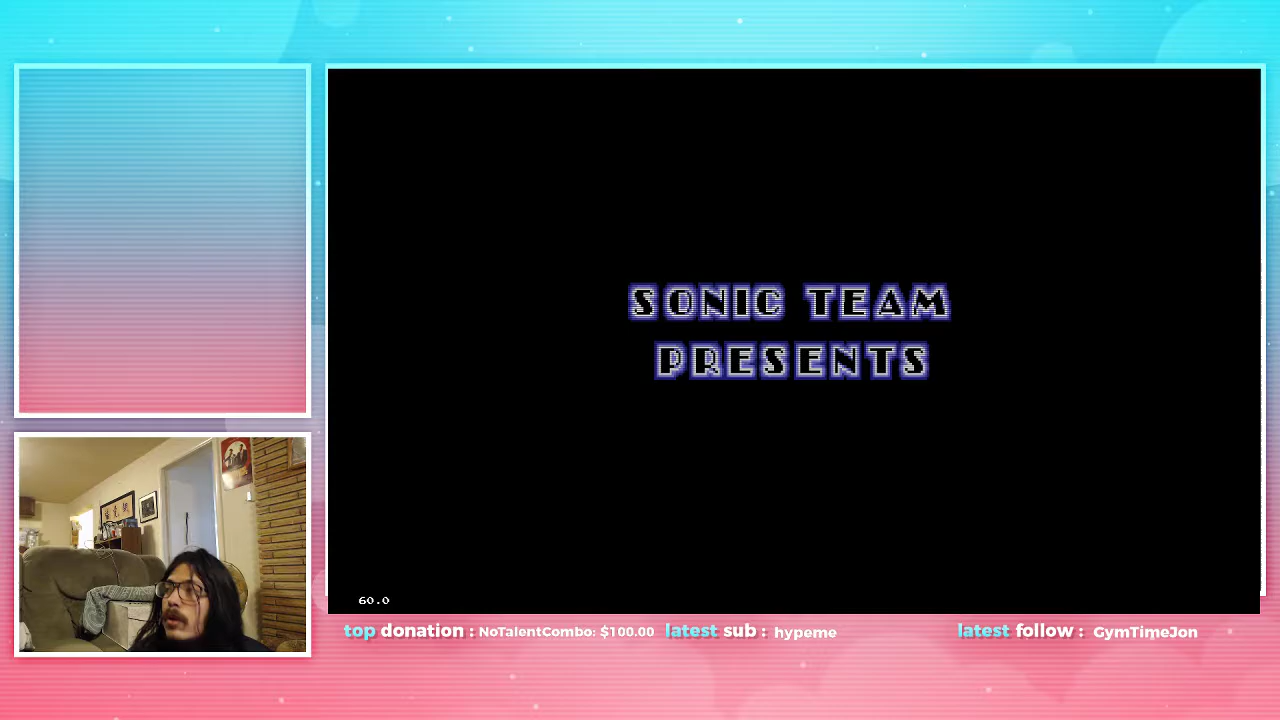 SONIC TEAM
PRESENTS
60.0
top donation : NoTalentCombo: $100.00 latest sub : hypeme latest follow : GymTimeJon